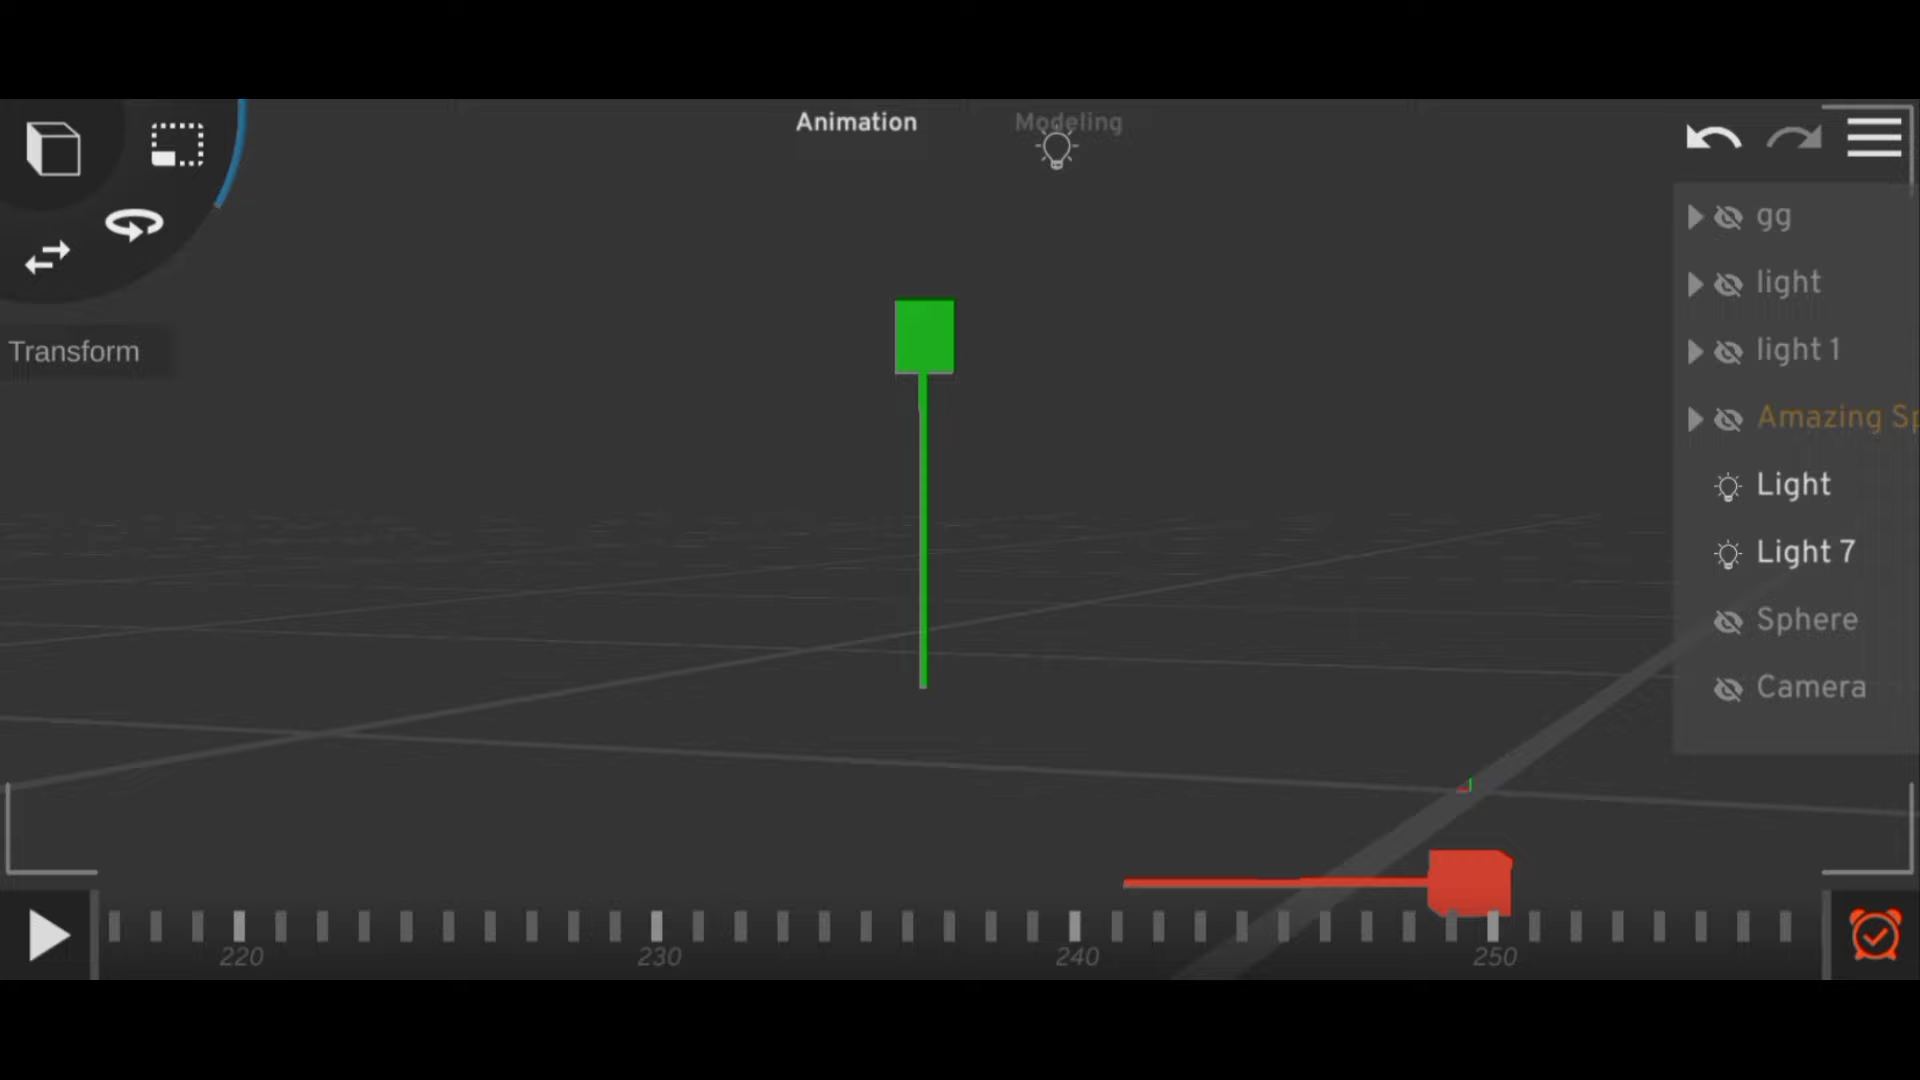 Animation
Modeling
gg
light
light 1
Transform
Amazing Sp
Light
Light 7
Sphere
Camera
220
230
240
250